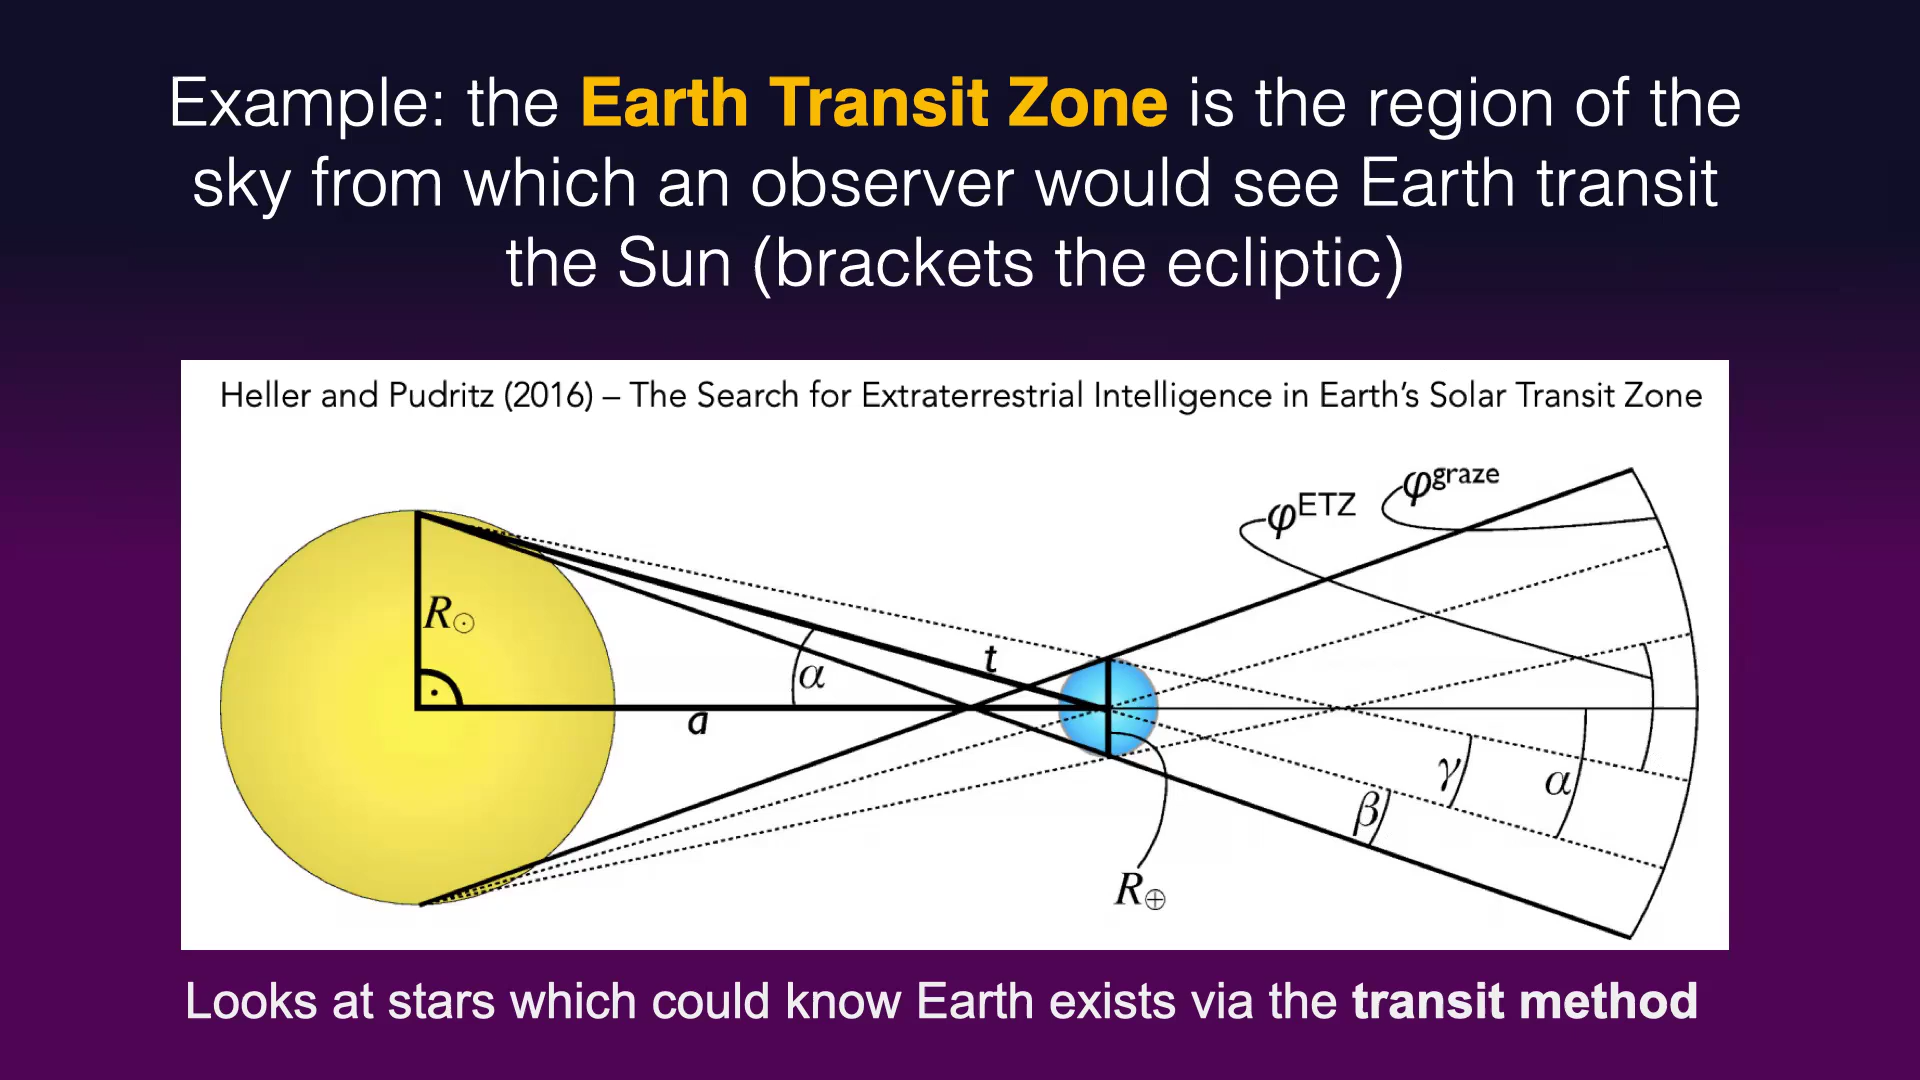 Example: the Earth Transit Zone is the region of the
sky from which an observer would see Earth transit
the Sun (brackets the ecliptic)
Heller and Pudritz (2016) – The Search for Extraterrestrial Intelligence in Earth's Solar Transit Zone
φgraze
φETZ
R☉
t
α
a
γ
α
β
R⊕
Looks at stars which could know Earth exists via the transit method